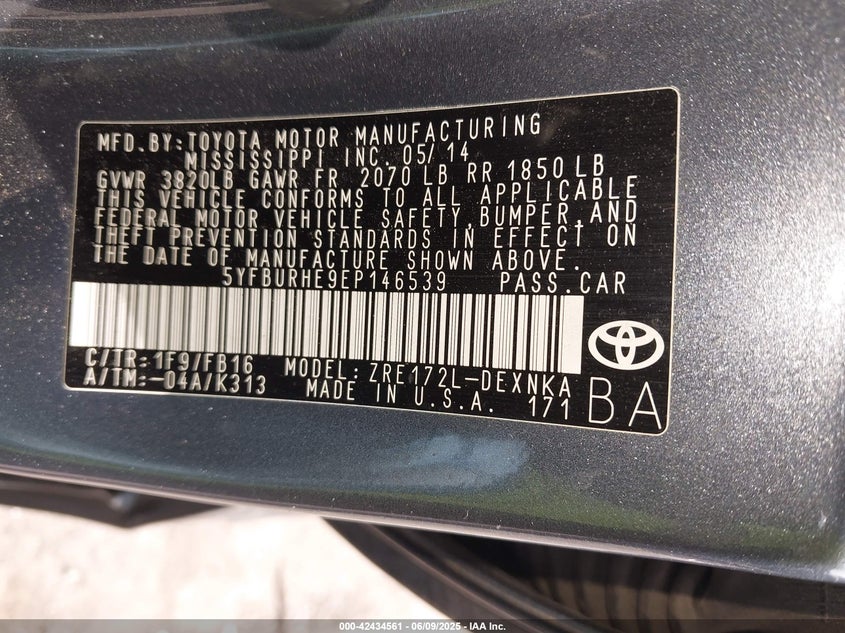 MFD. BY: TOYOTA MOTOR MANUFACTURING
MISSISSIPPI INC. 05/14
GVWR 3820LB GAWR FR 2070 LB RR 1850 LB
THIS VEHICLE CONFORMS TO ALL APPLICABLE
FEDERAL MOTOR VEHICLE SAFETY, BUMPER, AND
THEFT PREVENTION STANDARDS IN EFFECT ON
THE DATE OF MANUFACTURE SHOWN ABOVE.
5YFBURHE9EP146539 PASS.CAR
C/TR: 1F9/FB16 MODEL: ZRE172L-DEXNKA
A/TM: -04A/K313 MADE IN U.S.A. 171
BA
000-42434561 - 06/09/2025 - IAA Inc.